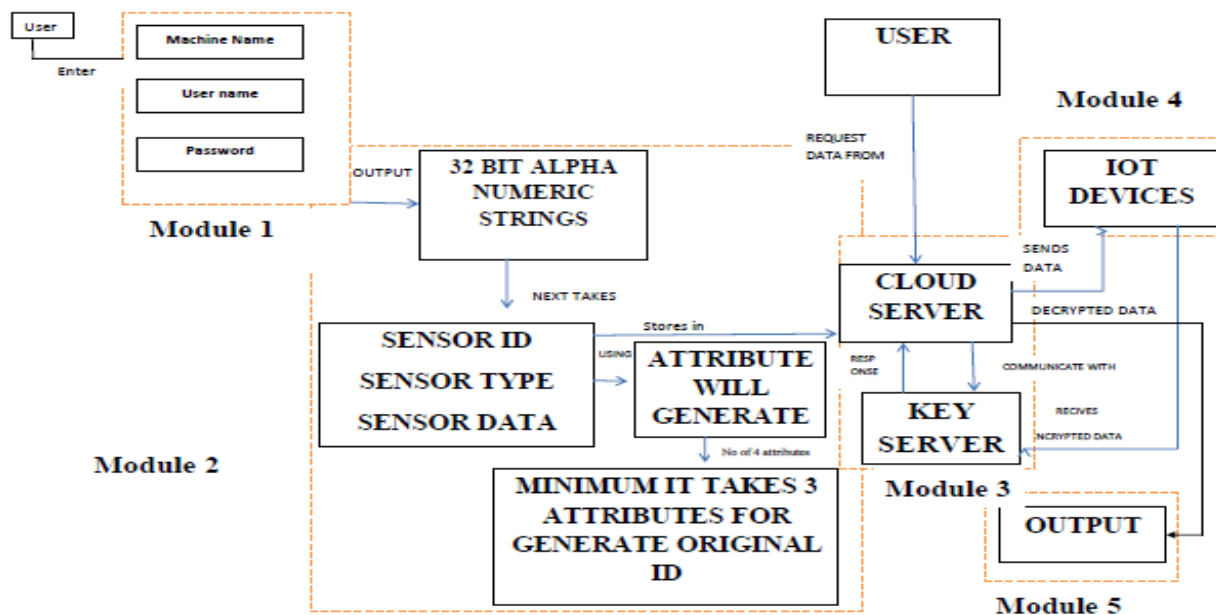 User
Enter
Machine Name
User name
Password
Module 1
OUTPUT
32 BIT ALPHA
NUMERIC
STRINGS
NEXT TAKES
SENSOR ID
SENSOR TYPE
SENSOR DATA
Stores in
USING
ATTRIBUTE
WILL
GENERATE
No of 4 attributes
MINIMUM IT TAKES 3
ATTRIBUTES FOR
GENERATE ORIGINAL
ID
Module 2
USER
REQUEST
DATA FROM
CLOUD
SERVER
RESP
ONSE
COMMUNICATE WITH
KEY
SERVER
Module 3
Module 4
IOT
DEVICES
SENDS
DATA
DECRYPTED DATA
RECIVES
NCRYPTED DATA
OUTPUT
Module 5